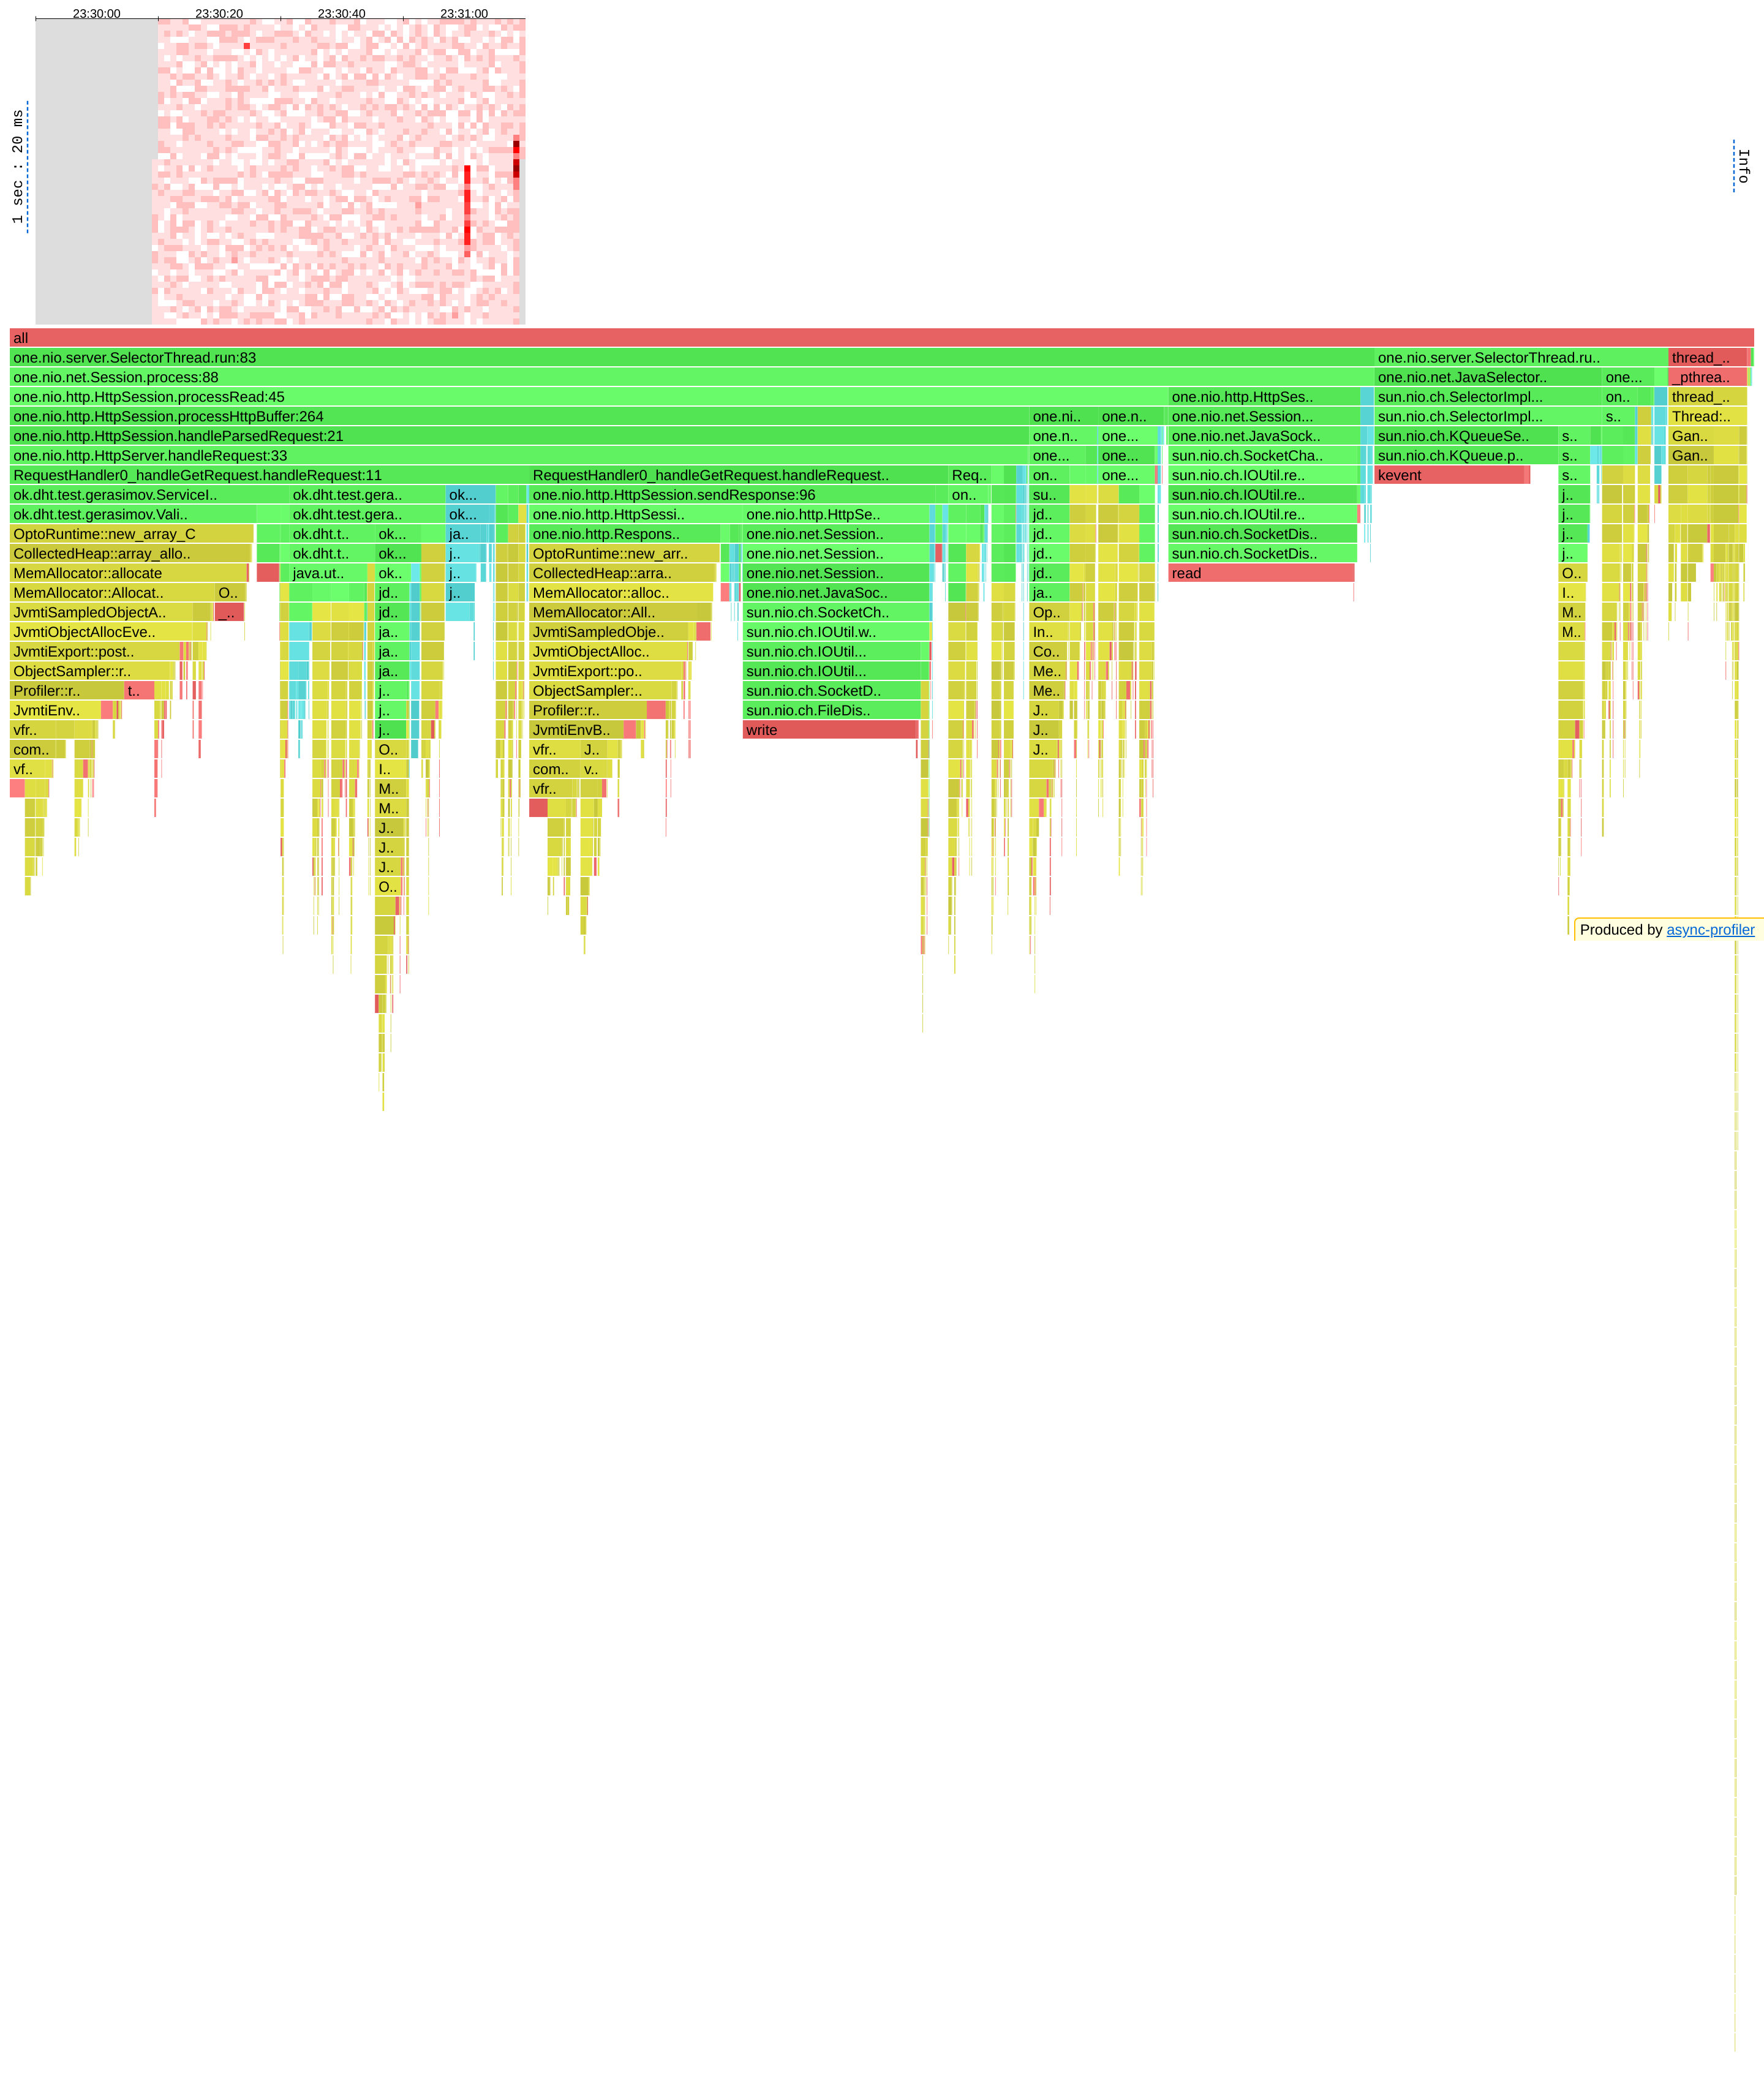 23:30:00 23:30:20 23:30:40 23:31:00
1 sec : 20 ms
Info
all
one.nio.server.SelectorThread.run:83 one.nio.server.SelectorThread.ru.. thread_..
one.nio.net.Session.process:88 one.nio.net.JavaSelector.. one... _pthrea..
one.nio.http.HttpSession.processRead:45 one.nio.http.HttpSes.. sun.nio.ch.SelectorImpl... on.. thread_..
one.nio.http.HttpSession.processHttpBuffer:264 one.ni.. one.n.. one.nio.net.Session... sun.nio.ch.SelectorImpl... s.. Thread:..
one.nio.http.HttpSession.handleParsedRequest:21 one.n.. one... one.nio.net.JavaSock.. sun.nio.ch.KQueueSe.. s.. Gan..
one.nio.http.HttpServer.handleRequest:33 one... one... sun.nio.ch.SocketCha.. sun.nio.ch.KQueue.p.. s.. Gan..
RequestHandler0_handleGetRequest.handleRequest:11 RequestHandler0_handleGetRequest.handleRequest.. Req.. on.. one... sun.nio.ch.IOUtil.re.. kevent s..
ok.dht.test.gerasimov.ServiceI.. ok.dht.test.gera.. ok... one.nio.http.HttpSession.sendResponse:96 on.. su.. sun.nio.ch.IOUtil.re.. j..
ok.dht.test.gerasimov.Vali.. ok.dht.test.gera.. ok... one.nio.http.HttpSessi.. one.nio.http.HttpSe.. jd.. sun.nio.ch.IOUtil.re.. j..
OptoRuntime::new_array_C ok.dht.t.. ok... ja.. one.nio.http.Respons.. one.nio.net.Session.. jd.. sun.nio.ch.SocketDis.. j..
CollectedHeap::array_allo.. ok.dht.t.. ok... j.. OptoRuntime::new_arr.. one.nio.net.Session.. jd.. sun.nio.ch.SocketDis.. j..
MemAllocator::allocate java.ut.. ok.. j.. CollectedHeap::arra.. one.nio.net.Session.. jd.. read O..
MemAllocator::Allocat.. O.. jd.. j.. MemAllocator::alloc.. one.nio.net.JavaSoc.. ja.. I..
JvmtiSampledObjectA.. _.. jd.. MemAllocator::All.. sun.nio.ch.SocketCh.. Op.. M..
JvmtiObjectAllocEve.. ja.. JvmtiSampledObje.. sun.nio.ch.IOUtil.w.. In.. M..
JvmtiExport::post.. ja.. JvmtiObjectAlloc.. sun.nio.ch.IOUtil... Co..
ObjectSampler::r.. ja.. JvmtiExport::po.. sun.nio.ch.IOUtil... Me..
Profiler::r.. t.. j.. ObjectSampler:.. sun.nio.ch.SocketD.. Me..
JvmtiEnv.. j.. Profiler::r.. sun.nio.ch.FileDis.. J..
vfr.. j.. JvmtiEnvB.. write J..
com.. O.. vfr.. J.. J..
vf.. I.. com.. v..
M.. vfr..
M..
J..
J..
J..
O..
Produced by async-profiler